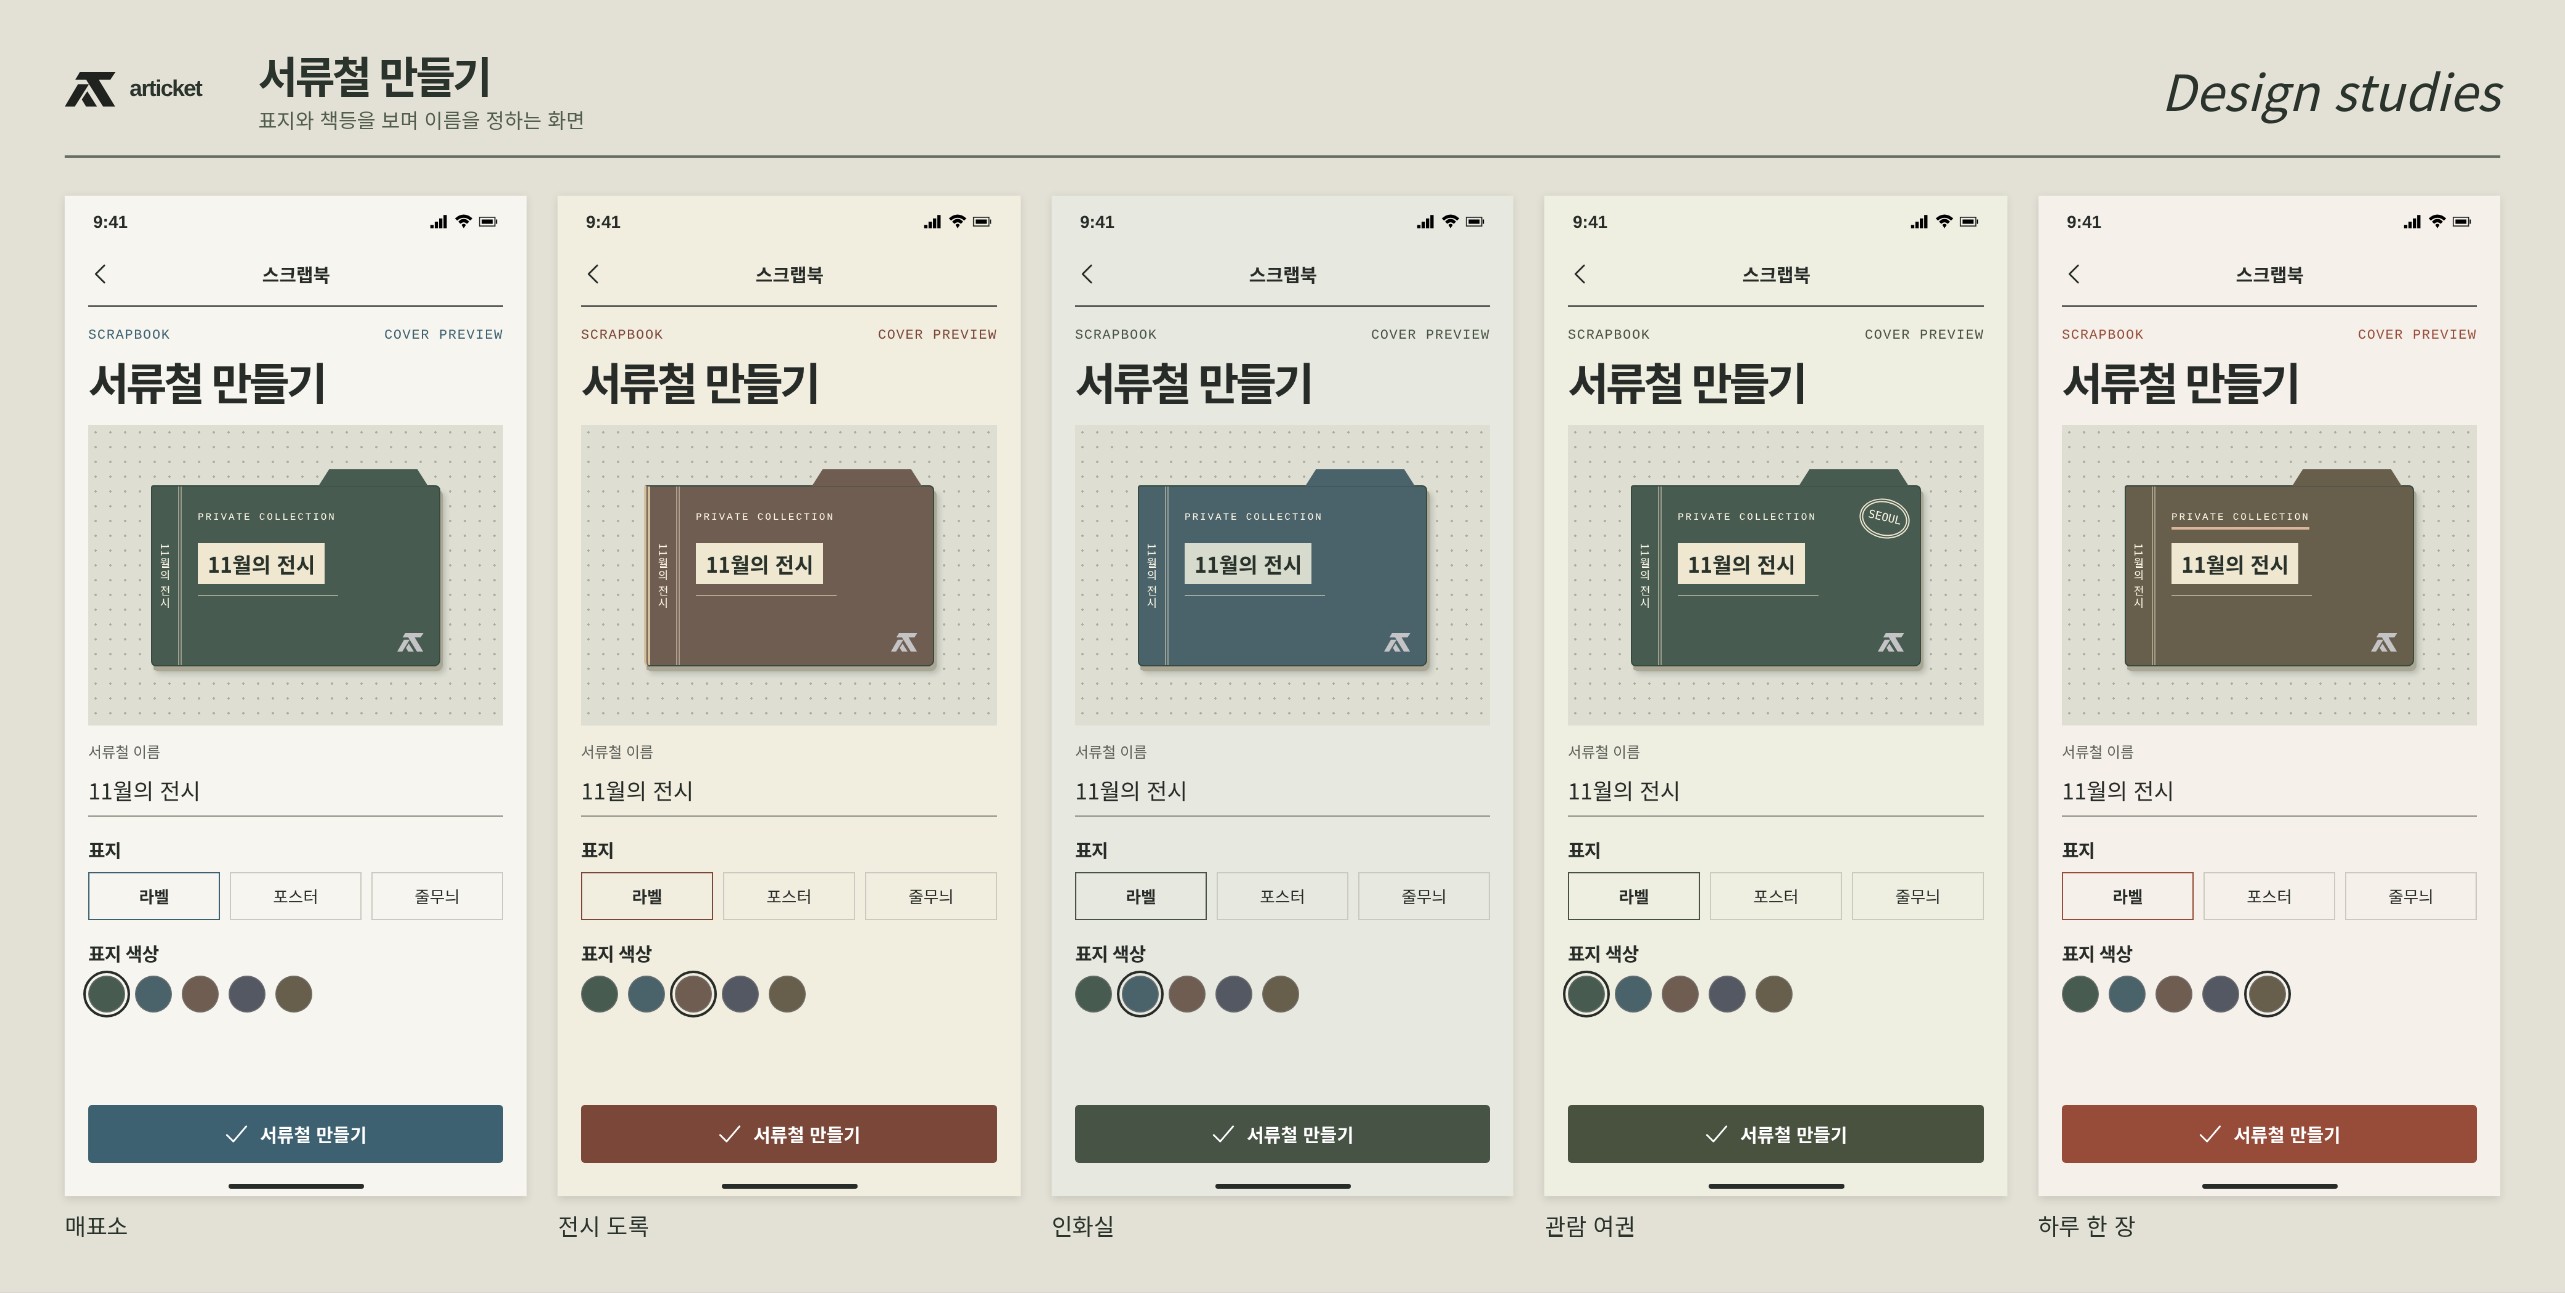 articket
서류철 만들기
표지와 책등을 보며 이름을 정하는 화면
Design studies
9:41
스크랩북
SCRAPBOOK
COVER PREVIEW
서류철 만들기
PRIVATE COLLECTION
11월의 전시
11월의 전시
서류철 이름
11월의 전시
표지
라벨
포스터
줄무늬
표지 색상
서류철 만들기
매표소
9:41
스크랩북
SCRAPBOOK
COVER PREVIEW
서류철 만들기
PRIVATE COLLECTION
11월의 전시
11월의 전시
서류철 이름
11월의 전시
표지
라벨
포스터
줄무늬
표지 색상
서류철 만들기
전시 도록
9:41
스크랩북
SCRAPBOOK
COVER PREVIEW
서류철 만들기
PRIVATE COLLECTION
11월의 전시
11월의 전시
서류철 이름
11월의 전시
표지
라벨
포스터
줄무늬
표지 색상
서류철 만들기
인화실
9:41
스크랩북
SCRAPBOOK
COVER PREVIEW
서류철 만들기
PRIVATE COLLECTION
SEOUL
11월의 전시
11월의 전시
서류철 이름
11월의 전시
표지
라벨
포스터
줄무늬
표지 색상
서류철 만들기
관람 여권
9:41
스크랩북
SCRAPBOOK
COVER PREVIEW
서류철 만들기
PRIVATE COLLECTION
11월의 전시
11월의 전시
서류철 이름
11월의 전시
표지
라벨
포스터
줄무늬
표지 색상
서류철 만들기
하루 한 장